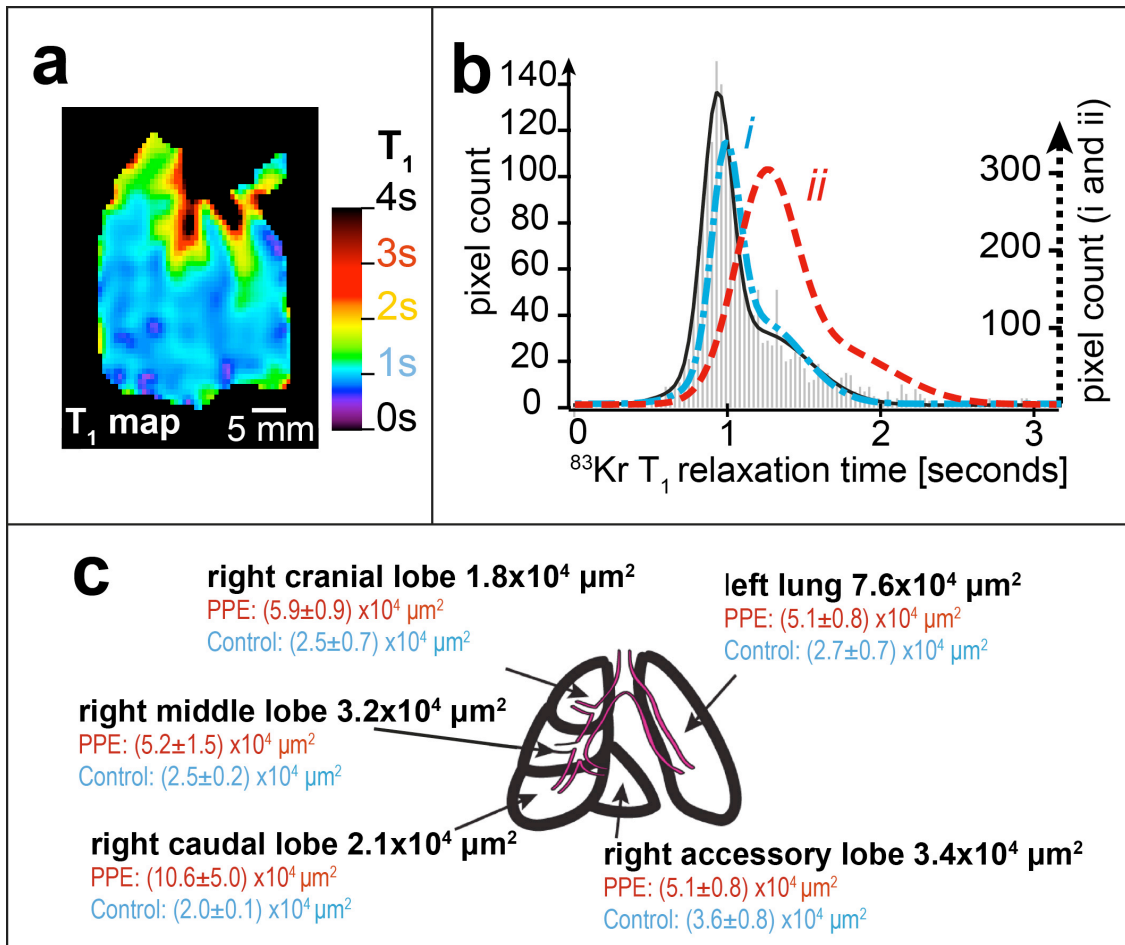 a
T₁
4s
3s
2s
1s
0s
T₁ map
5 mm
b
pixel count
140
120
100
80
60
40
20
0
i
ii
300
200
100
pixel count (i and ii)
0
1
2
3
⁸³Kr T₁ relaxation time [seconds]
c
right cranial lobe 1.8x10⁴ µm²
PPE: (5.9±0.9) x10⁴ µm²
Control: (2.5±0.7) x10⁴ µm²
left lung 7.6x10⁴ µm²
PPE: (5.1±0.8) x10⁴ µm²
Control: (2.7±0.7) x10⁴ µm²
right middle lobe 3.2x10⁴ µm²
PPE: (5.2±1.5) x10⁴ µm²
Control: (2.5±0.2) x10⁴ µm²
right caudal lobe 2.1x10⁴ µm²
PPE: (10.6±5.0) x10⁴ µm²
Control: (2.0±0.1) x10⁴ µm²
right accessory lobe 3.4x10⁴ µm²
PPE: (5.1±0.8) x10⁴ µm²
Control: (3.6±0.8) x10⁴ µm²